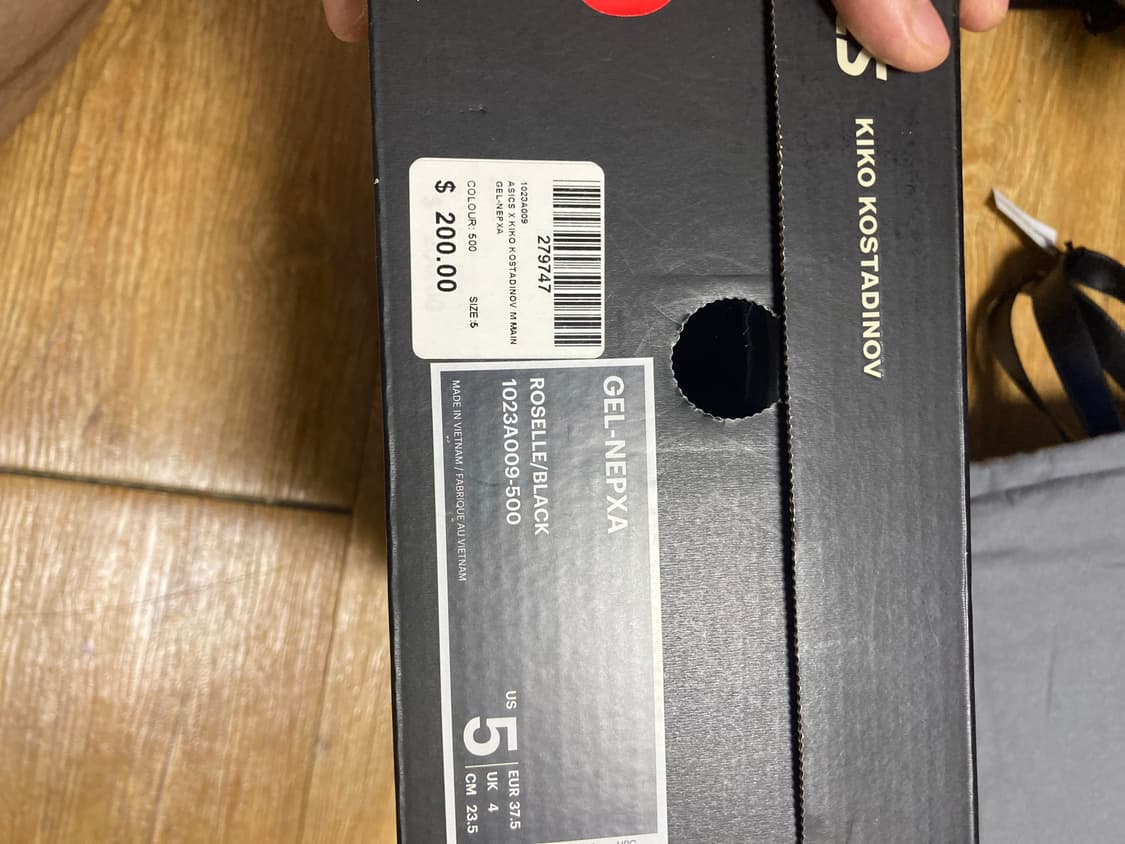 KIKO KOSTADINOV
279747
1023A009
ASICS X KIKO KOSTADINOV M MAIN
GEL-NEPXA
COLOUR: 500 SIZE:5
$ 200.00
GEL-NEPXA
ROSELLE/BLACK
1023A009-500
MADE IN VIETNAM / FABRIQUE AU VIETNAM
US 5
EUR 37.5
UK 4
CM 23.5